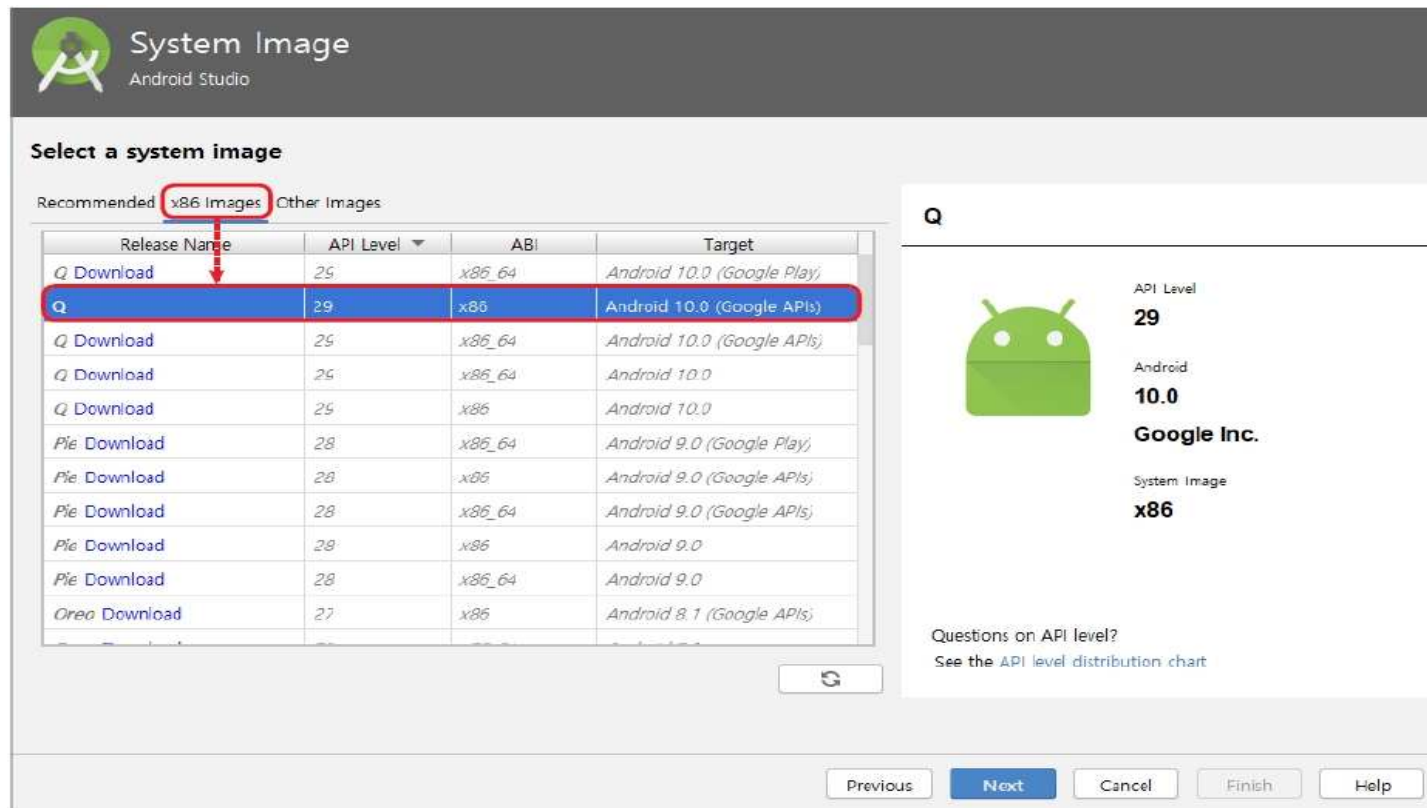 System Image
Android Studio
Select a system image
Recommended x86 Images Other Images
Release Name API Level ABI Target
Q Download 29 x86_64 Android 10.0 (Google Play)
Q 29 x86 Android 10.0 (Google APIs)
Q Download 29 x86_64 Android 10.0 (Google APIs)
Q Download 29 x86_64 Android 10.0
Q Download 29 x86 Android 10.0
Pie Download 28 x86_64 Android 9.0 (Google Play)
Pie Download 28 x86 Android 9.0 (Google APIs)
Pie Download 28 x86_64 Android 9.0 (Google APIs)
Pie Download 28 x86 Android 9.0
Pie Download 28 x86_64 Android 9.0
Oreo Download 27 x86 Android 8.1 (Google APIs)
Q
API Level
29
Android
10.0
Google Inc.
System Image
x86
Questions on API level?
See the API level distribution chart
Previous Next Cancel Finish Help